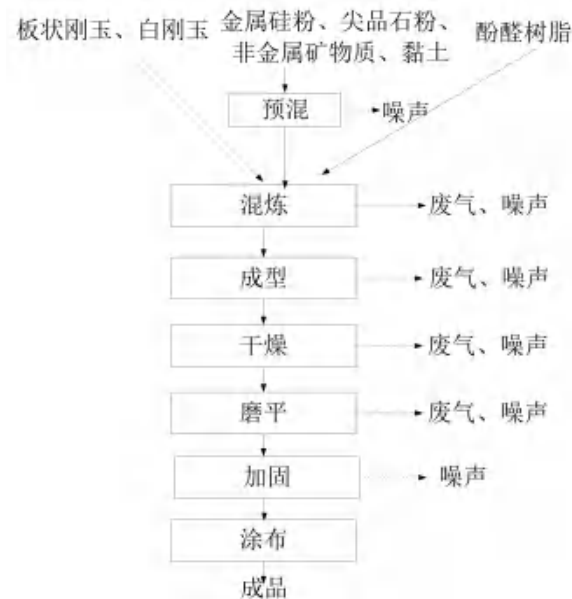 板状刚玉、白刚玉
金属硅粉、尖品石粉、
非金属矿物质、黏土
酚醛树脂
预混
噪声
混炼
废气、噪声
成型
废气、噪声
干燥
废气、噪声
磨平
废气、噪声
加固
噪声
涂布
成品